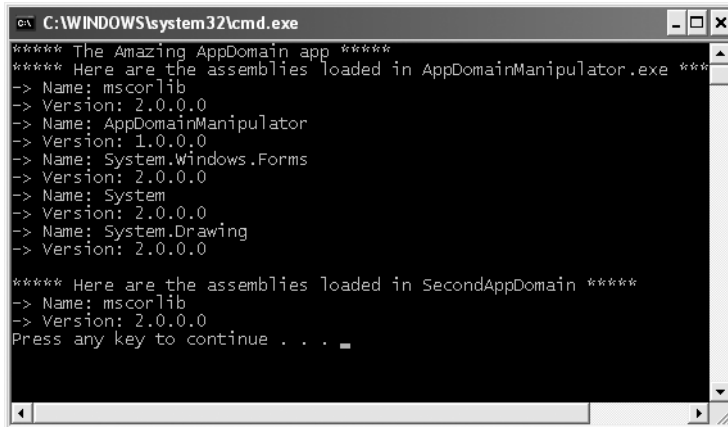 C:\WINDOWS\system32\cmd.exe
***** The Amazing AppDomain app *****
***** Here are the assemblies loaded in AppDomainManipulator.exe ***
-> Name: mscorlib
-> Version: 2.0.0.0
-> Name: AppDomainManipulator
-> Version: 1.0.0.0
-> Name: System.Windows.Forms
-> Version: 2.0.0.0
-> Name: System
-> Version: 2.0.0.0
-> Name: System.Drawing
-> Version: 2.0.0.0
***** Here are the assemblies loaded in SecondAppDomain *****
-> Name: mscorlib
-> Version: 2.0.0.0
Press any key to continue . . . _